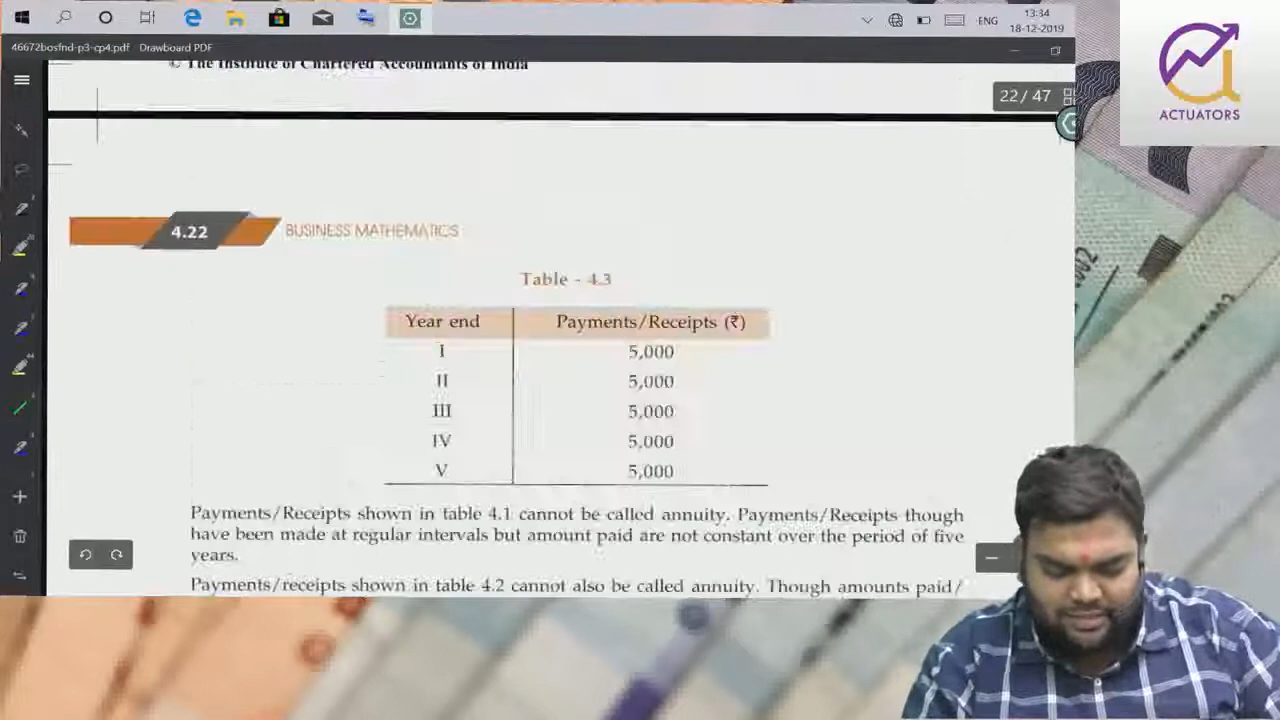 13:34
ENG
18-12-2019
46672bosfnd-p3-cp4.pdf - Drawboard PDF
© The Institute of Chartered Accountants of India
22 / 47
ACTUATORS
4.22 BUSINESS MATHEMATICS
Table - 4.3
Year end Payments/Receipts (₹)
I 5,000
II 5,000
III 5,000
IV 5,000
V 5,000
Payments/Receipts shown in table 4.1 cannot be called annuity. Payments/Receipts though
have been made at regular intervals but amount paid are not constant over the period of five
years.
Payments/receipts shown in table 4.2 cannot also be called annuity. Though amounts paid/